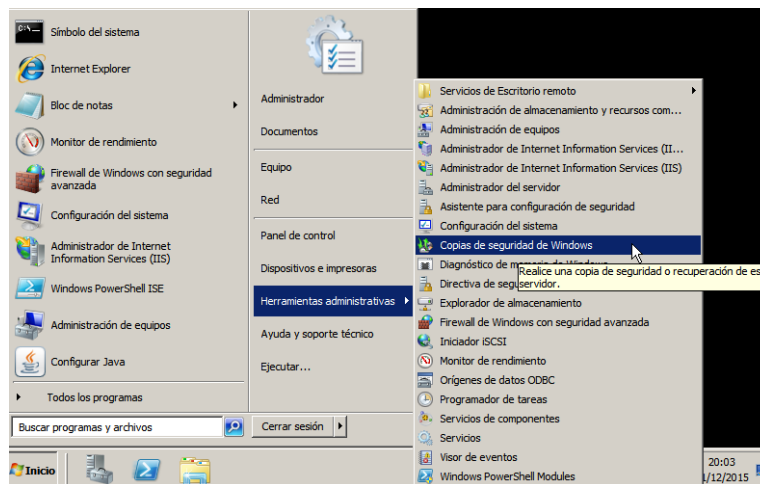 Símbolo del sistema
Internet Explorer
Bloc de notas
Monitor de rendimiento
Firewall de Windows con seguridad
avanzada
Configuración del sistema
Administrador de Internet
Information Services (IIS)
Windows PowerShell ISE
Administración de equipos
Configurar Java
Todos los programas
Buscar programas y archivos
Administrador
Documentos
Equipo
Red
Panel de control
Dispositivos e impresoras
Herramientas administrativas
Ayuda y soporte técnico
Ejecutar...
Cerrar sesión
Servicios de Escritorio remoto
Administración de almacenamiento y recursos com...
Administración de equipos
Administrador de Internet Information Services (II...
Administrador de Internet Information Services (IIS)
Administrador del servidor
Asistente para configuración de seguridad
Configuración del sistema
Copias de seguridad de Windows
Diagnóstico de memoria de Windows
Realice una copia de seguridad o recuperación de es
servidor.
Directiva de segu
Explorador de almacenamiento
Firewall de Windows con seguridad avanzada
Iniciador iSCSI
Monitor de rendimiento
Orígenes de datos ODBC
Programador de tareas
Servicios de componentes
Servicios
Visor de eventos
Windows PowerShell Modules
Inicio
20:03
/12/2015